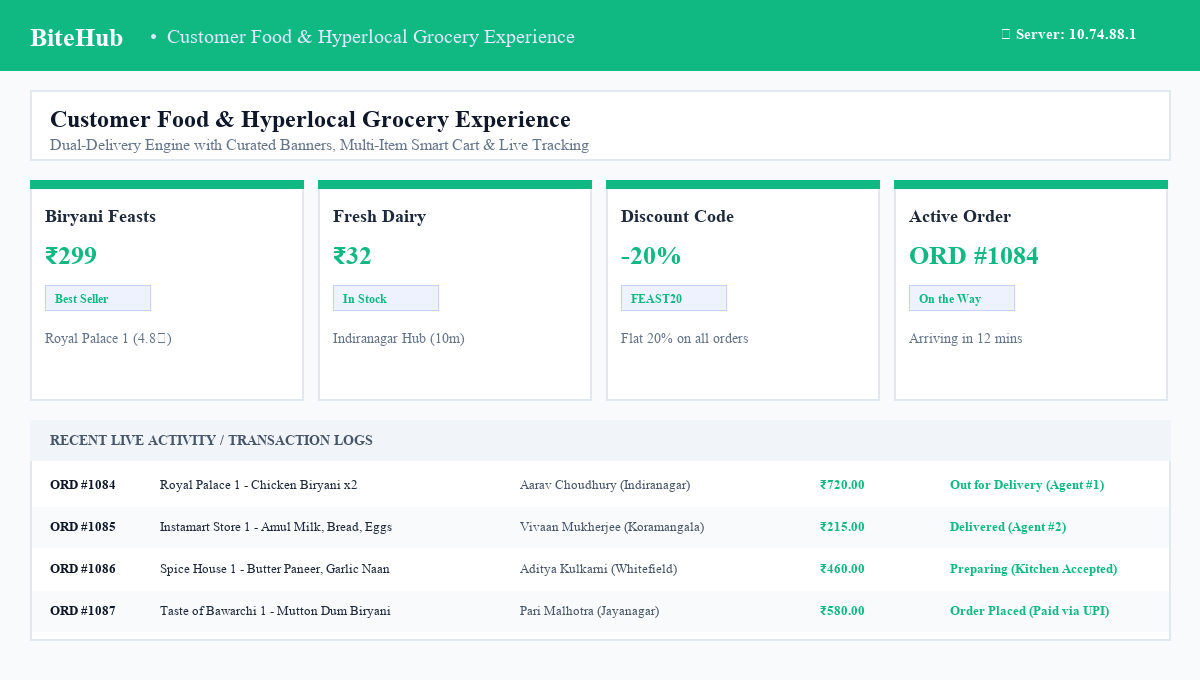 BiteHub • Customer Food & Hyperlocal Grocery Experience
Server: 10.74.88.1
Customer Food & Hyperlocal Grocery Experience
Dual-Delivery Engine with Curated Banners, Multi-Item Smart Cart & Live Tracking
Biryani Feasts
₹299
Best Seller
Royal Palace 1 (4.8)
Fresh Dairy
₹32
In Stock
Indiranagar Hub (10m)
Discount Code
-20%
FEAST20
Flat 20% on all orders
Active Order
ORD #1084
On the Way
Arriving in 12 mins
RECENT LIVE ACTIVITY / TRANSACTION LOGS
ORD #1084 Royal Palace 1 - Chicken Biryani x2 Aarav Choudhury (Indiranagar) ₹720.00 Out for Delivery (Agent #1)
ORD #1085 Instamart Store 1 - Amul Milk, Bread, Eggs Vivaan Mukherjee (Koramangala) ₹215.00 Delivered (Agent #2)
ORD #1086 Spice House 1 - Butter Paneer, Garlic Naan Aditya Kulkarni (Whitefield) ₹460.00 Preparing (Kitchen Accepted)
ORD #1087 Taste of Bawarchi 1 - Mutton Dum Biryani Pari Malhotra (Jayanagar) ₹580.00 Order Placed (Paid via UPI)